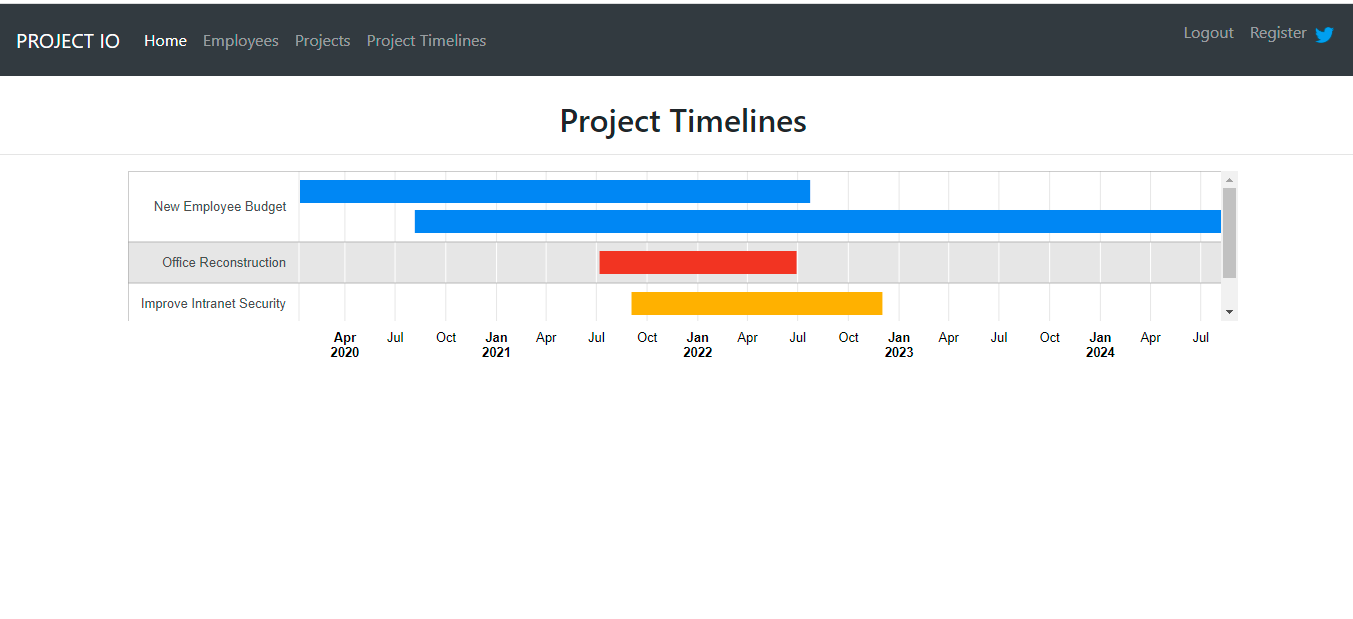 PROJECT IO Home Employees Projects Project Timelines Logout Register
Project Timelines
New Employee Budget
Office Reconstruction
Improve Intranet Security
Apr Jul Oct Jan Apr Jul Oct Jan Apr Jul Oct Jan Apr Jul Oct Jan Apr Jul
2020 2021 2022 2023 2024